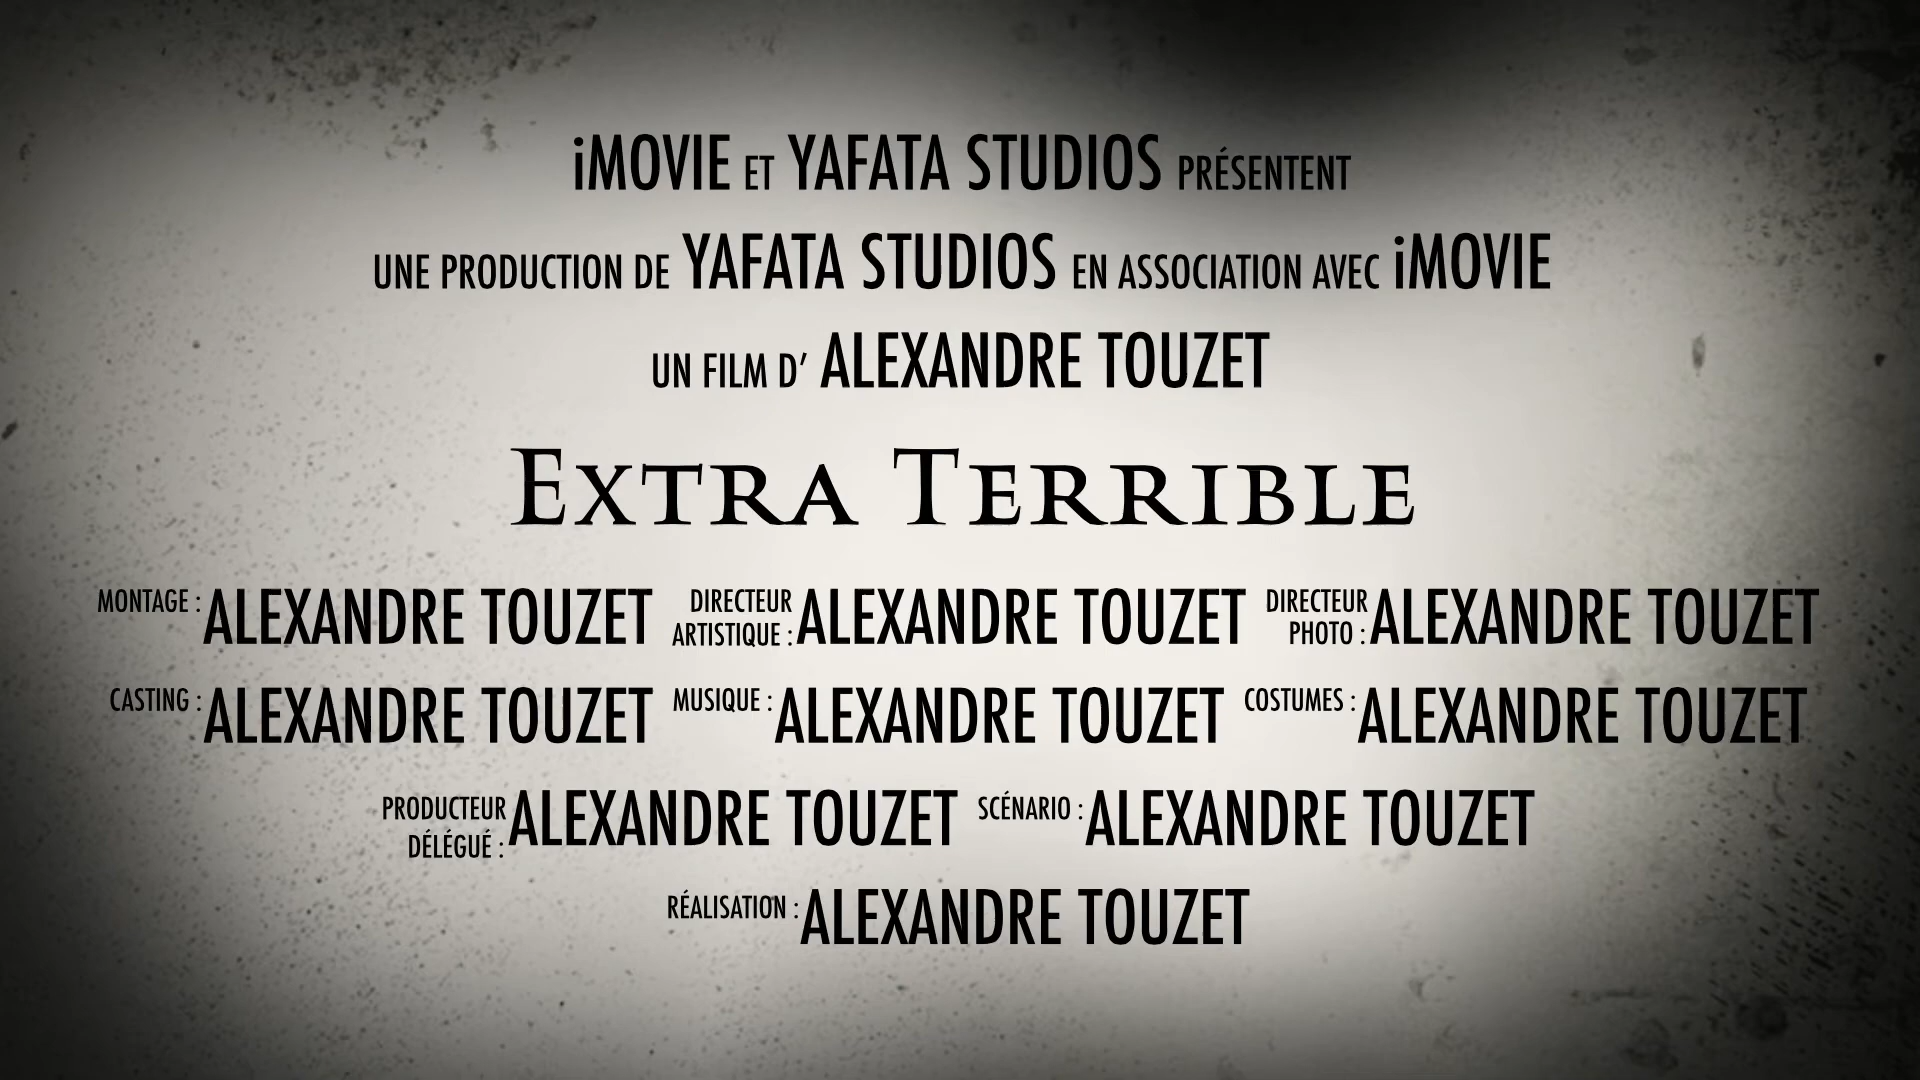 iMOVIE ET YAFATA STUDIOS PRÉSENTENT
UNE PRODUCTION DE YAFATA STUDIOS EN ASSOCIATION AVEC iMOVIE
UN FILM D’ ALEXANDRE TOUZET
EXTRA TERRIBLE
MONTAGE : ALEXANDRE TOUZET DIRECTEUR ARTISTIQUE : ALEXANDRE TOUZET DIRECTEUR PHOTO : ALEXANDRE TOUZET
CASTING : ALEXANDRE TOUZET MUSIQUE : ALEXANDRE TOUZET COSTUMES : ALEXANDRE TOUZET
PRODUCTEUR DÉLÉGUÉ : ALEXANDRE TOUZET SCÉNARIO : ALEXANDRE TOUZET
RÉALISATION : ALEXANDRE TOUZET